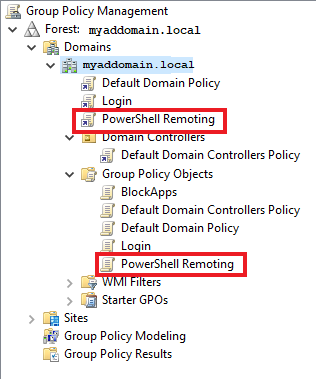 Group Policy Management
Forest: myaddomain.local
Domains
myaddomain.local
Default Domain Policy
Login
PowerShell Remoting
Domain Controllers
Default Domain Controllers Policy
Group Policy Objects
BlockApps
Default Domain Controllers Policy
Default Domain Policy
Login
PowerShell Remoting
WMI Filters
Starter GPOs
Sites
Group Policy Modeling
Group Policy Results